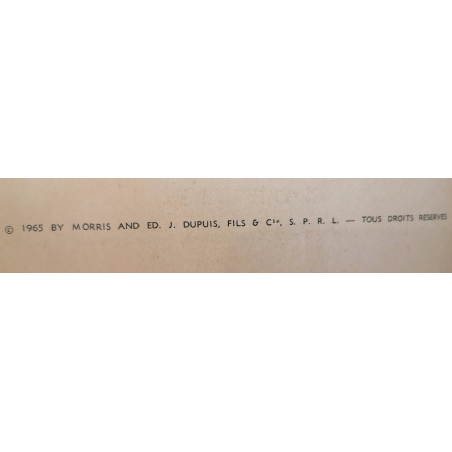 © 1965 BY MORRIS AND ED. J. DUPUIS, FILS & Cie, S. P. R. L. — TOUS DROITS RESERVES